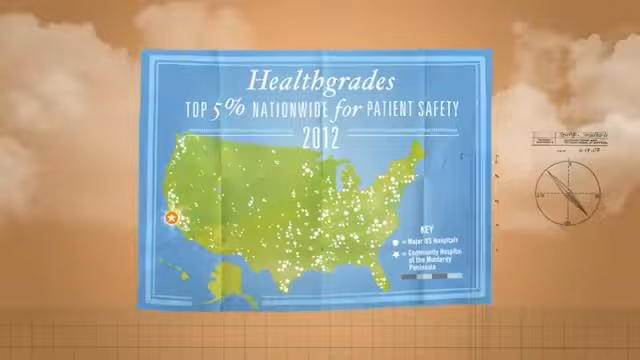 Healthgrades
TOP 5% NATIONWIDE for PATIENT SAFETY
2012
KEY
= Major US Hospitals
= Community Hospital
of the Monterey
Peninsula